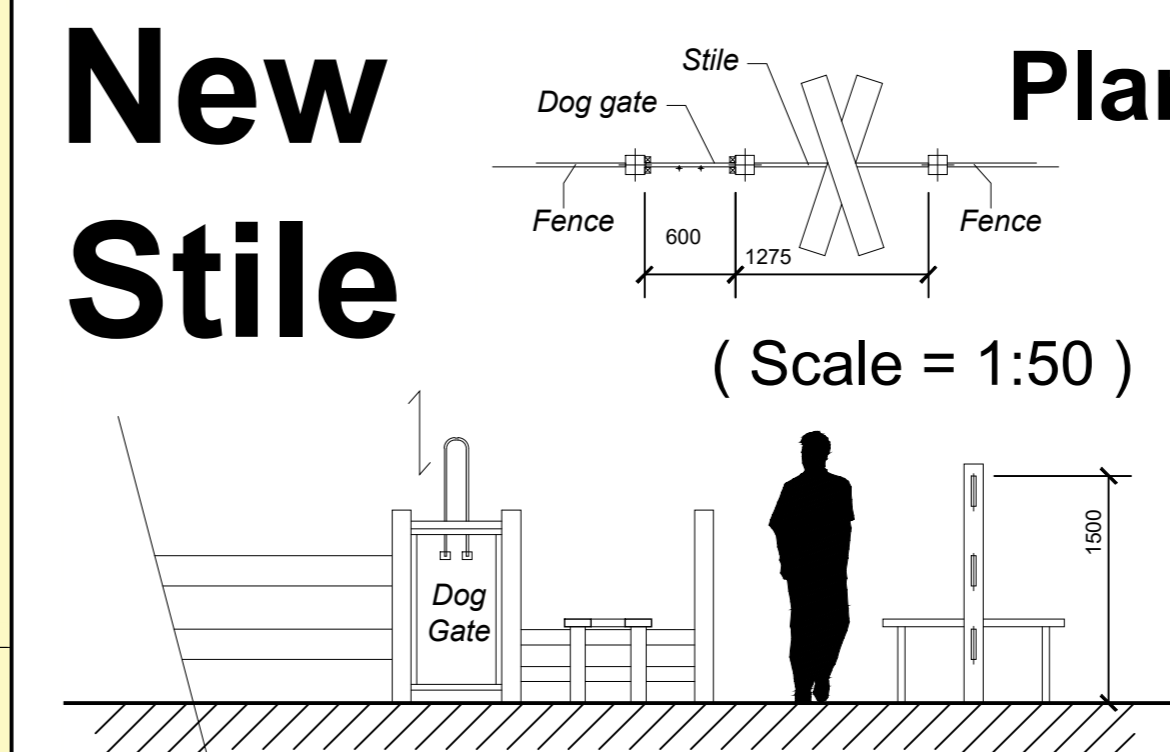 New
Stile
Stile
Dog gate
Fence
Fence
600
1275
Plan
( Scale = 1:50 )
Dog
Gate
1500